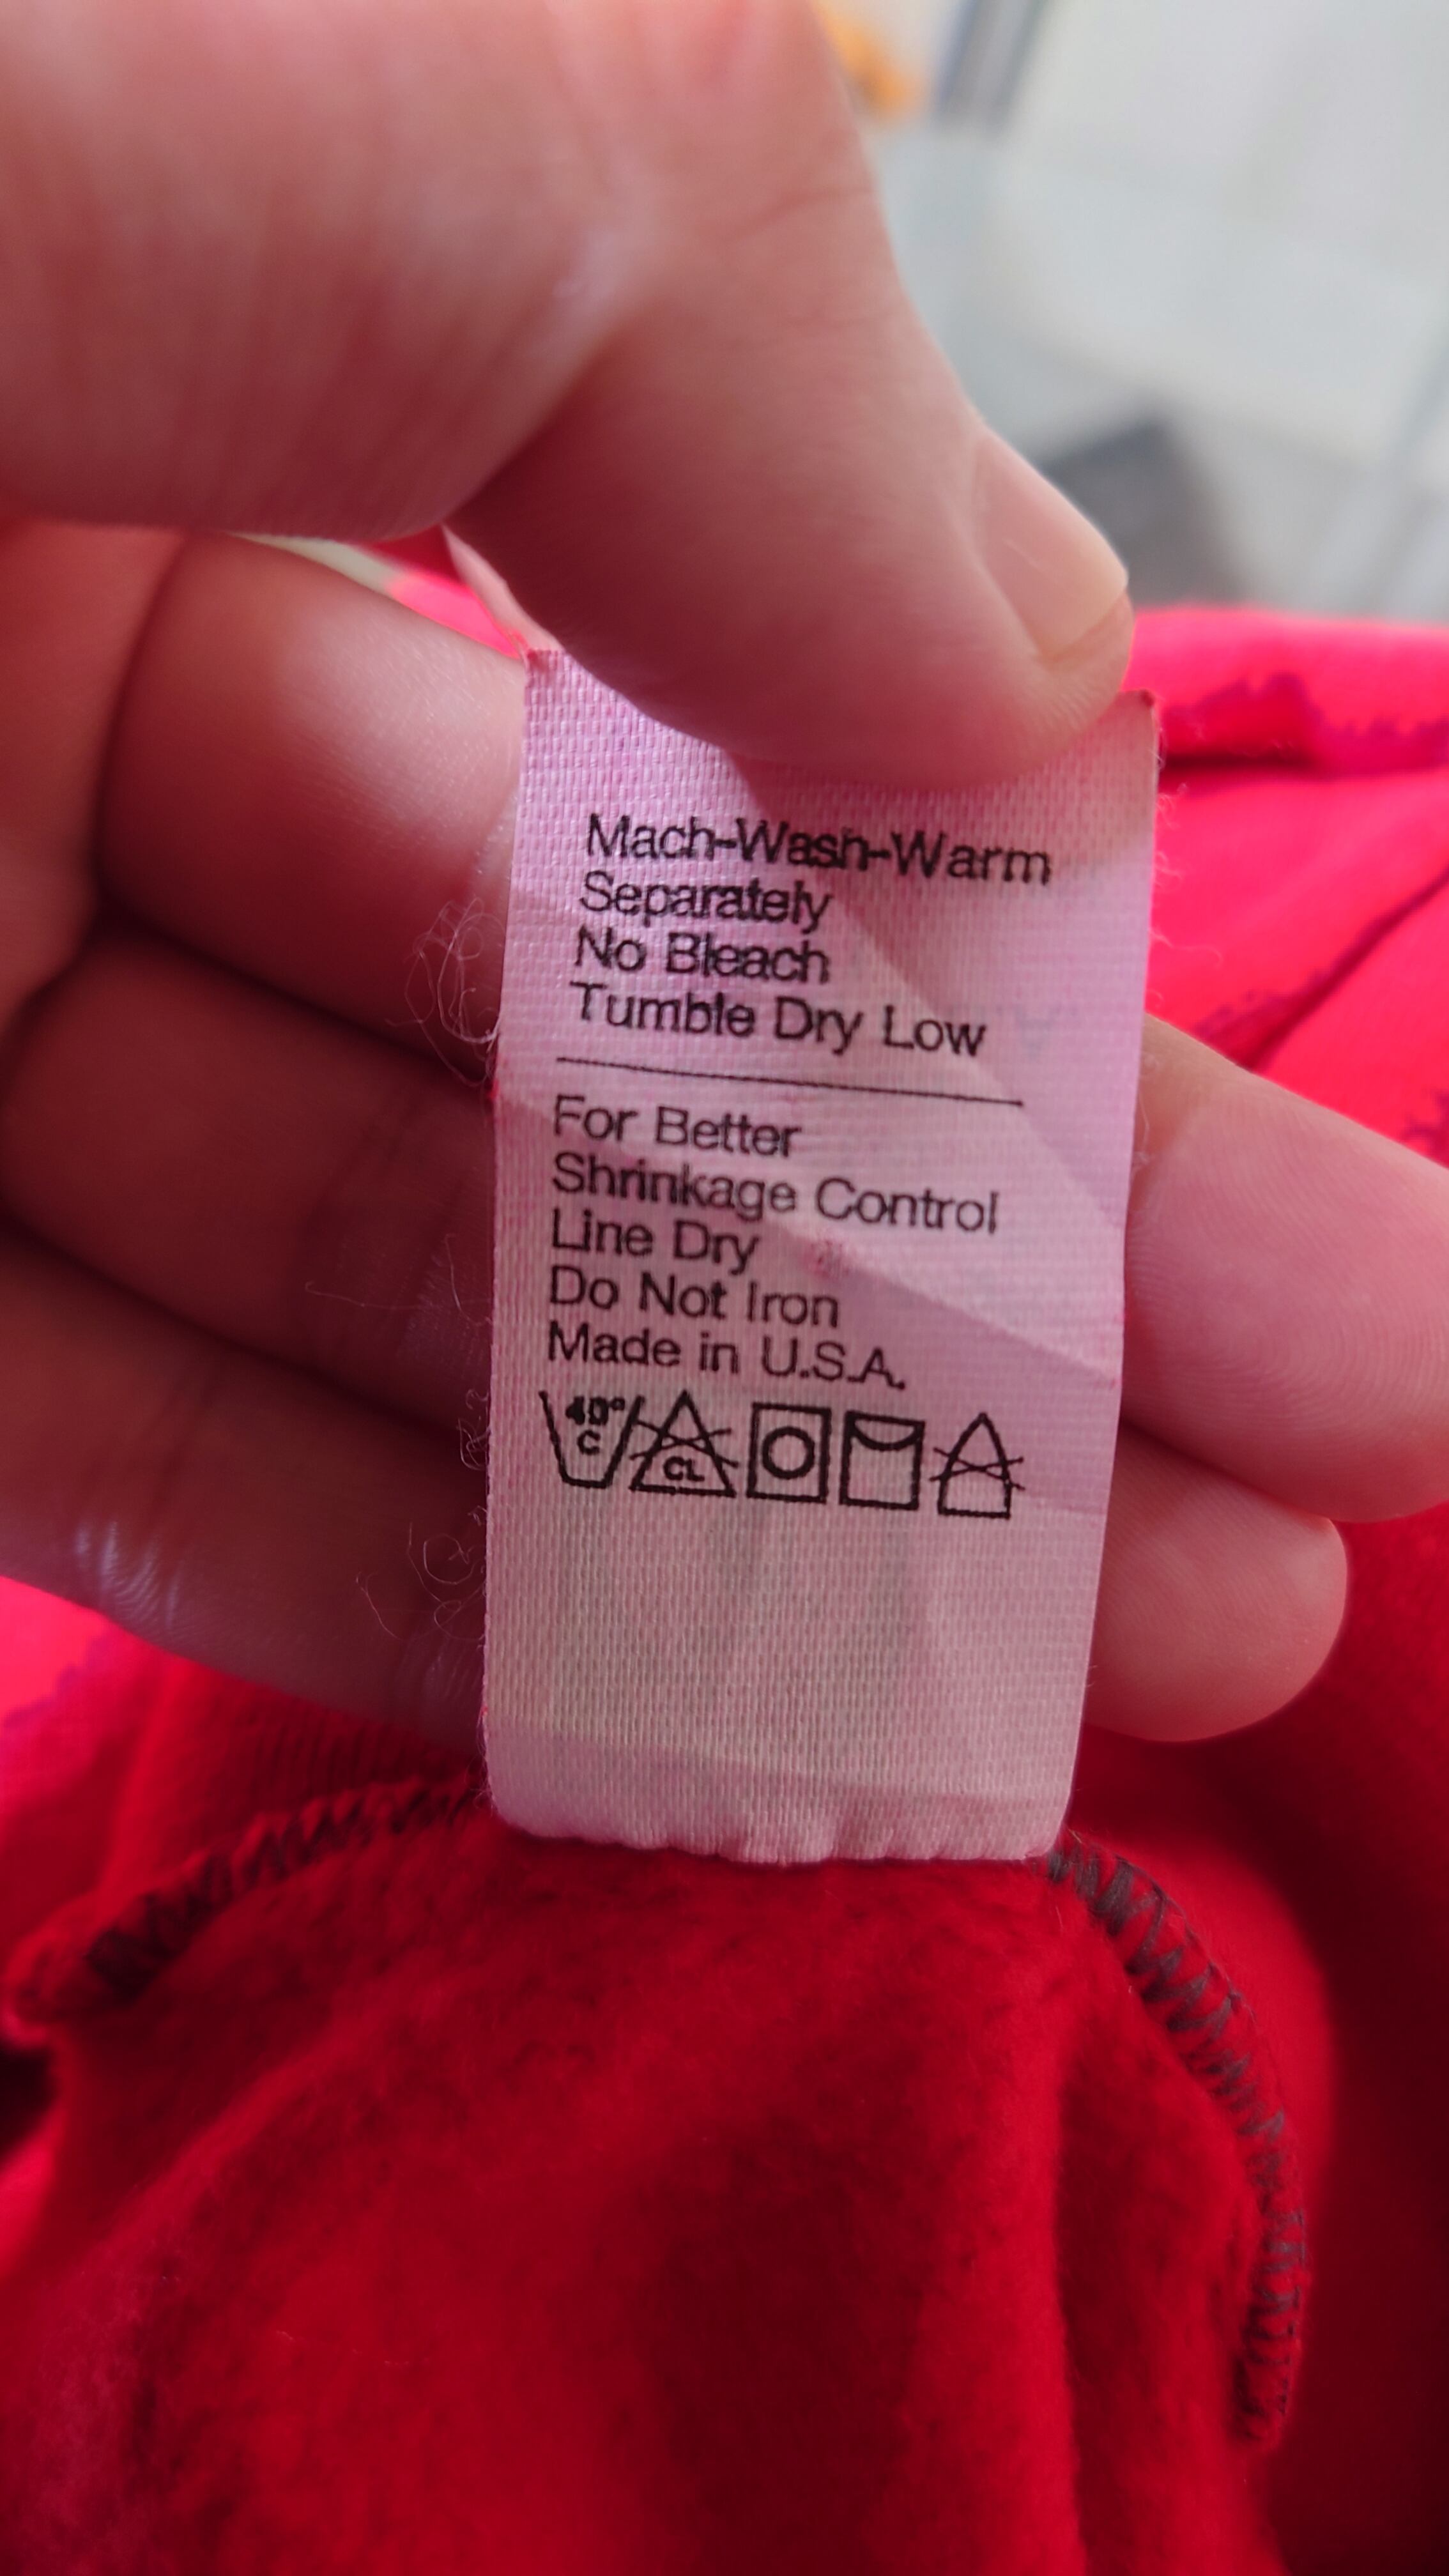 Mach-Wash-Warm
Separately
No Bleach
Tumble Dry Low
For Better
Shrinkage Control
Line Dry
Do Not Iron
Made in U.S.A.
40°
C
CL